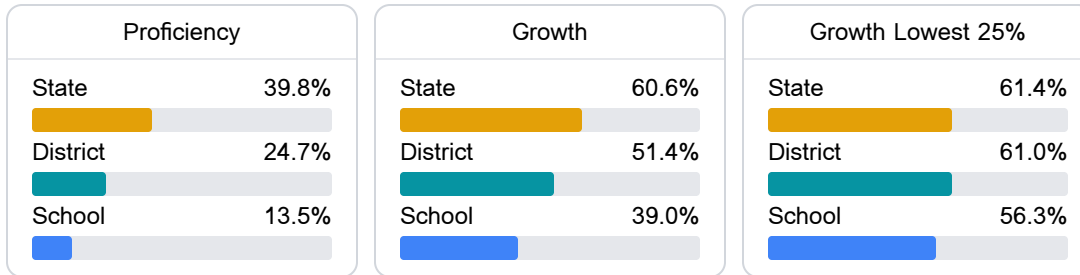 Proficiency
State 39.8%
District 24.7%
School 13.5%
Growth
State 60.6%
District 51.4%
School 39.0%
Growth Lowest 25%
State 61.4%
District 61.0%
School 56.3%